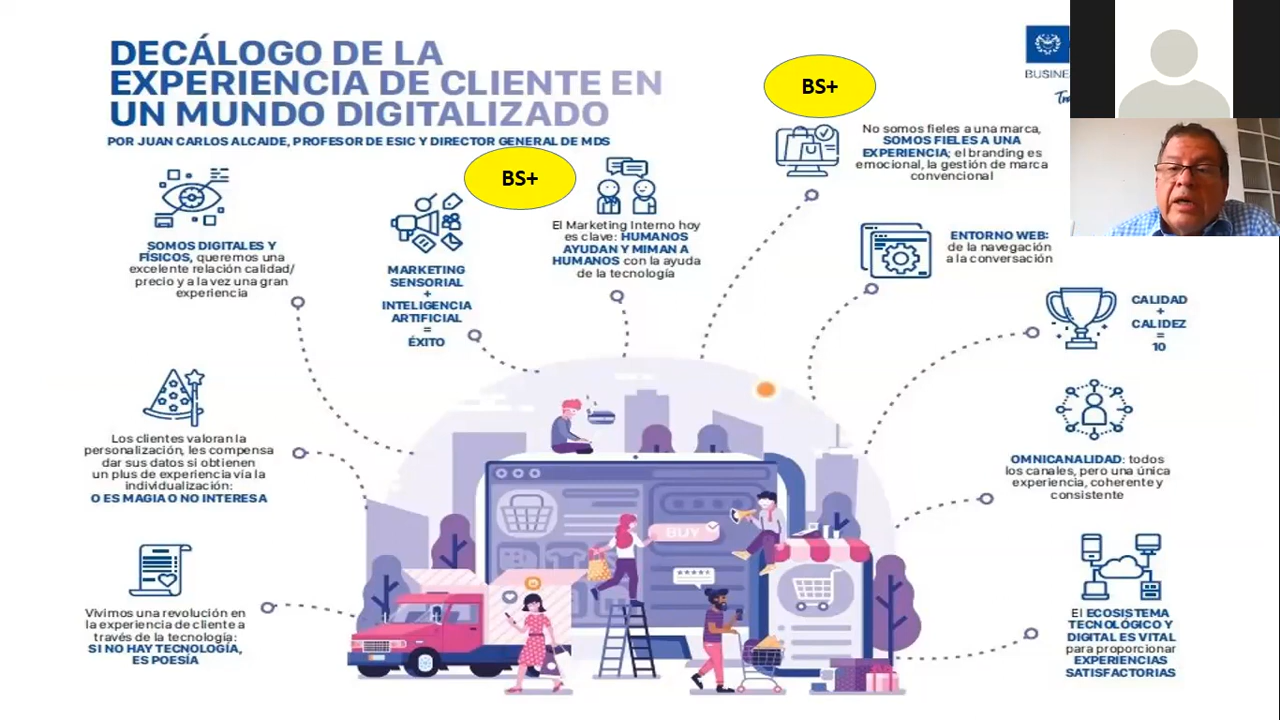 DECÁLOGO DE LA
EXPERIENCIA DE CLIENTE EN
UN MUNDO DIGITALIZADO
POR JUAN CARLOS ALCAIDE, PROFESOR DE ESIC Y DIRECTOR GENERAL DE MDS
BS+
BS+
BUSINE
No somos fieles a una marca,
SOMOS FIELES A UNA
EXPERIENCIA; el branding es
emocional, la gestión de marca
convencional
SOMOS DIGITALES Y
FÍSICOS, queremos una
excelente relación calidad/
precio y a la vez una gran
experiencia
MARKETING
SENSORIAL
+
INTELIGENCIA
ARTIFICIAL
=
ÉXITO
El Marketing Interno hoy
es clave: HUMANOS
AYUDAN Y MIMAN A
HUMANOS con la ayuda
de la tecnología
ENTORNO WEB:
de la navegación
a la conversación
CALIDAD
+
CALIDEZ
=
10
Los clientes valoran la
personalización, les compensa
dar sus datos si obtienen
un plus de experiencia vía la
individualización:
O ES MAGIA O NO INTERESA
OMNICANALIDAD: todos
los canales, pero una única
experiencia, coherente y
consistente
BUY
Vivimos una revolución en
la experiencia de cliente a
través de la tecnología:
SI NO HAY TECNOLOGÍA,
ES POESÍA
El ECOSISTEMA
TECNOLÓGICO Y
DIGITAL ES VITAL
para proporcionar
EXPERIENCIAS
SATISFACTORIAS